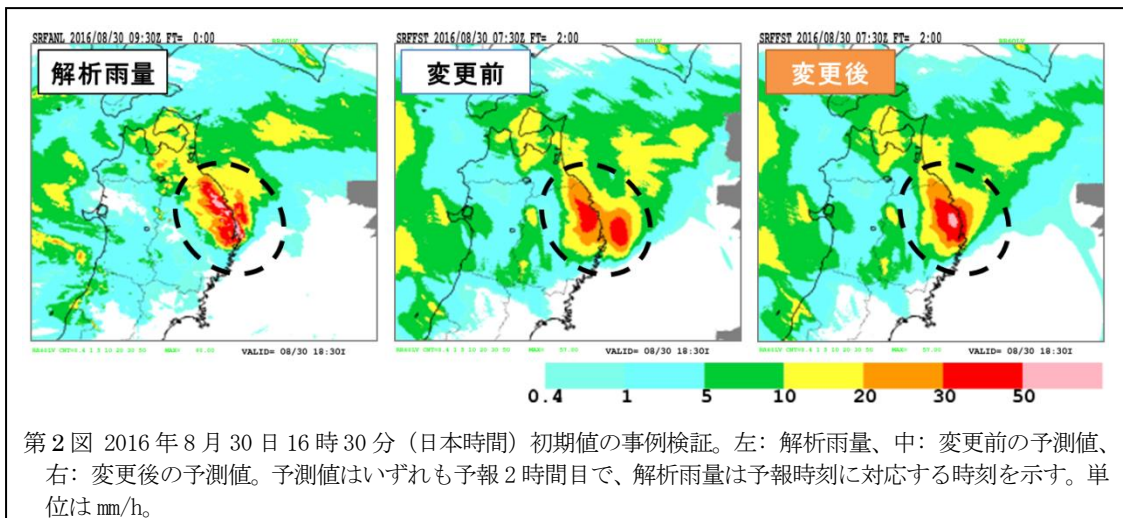 SRFANL 2016/08/30 09:30Z FT= 0:00
解析雨量
VALID= 08/30 18:30I
SRFFST 2016/08/30 07:30Z FT= 2:00
変更前
VALID= 08/30 18:30I
SRFFST 2016/08/30 07:30Z FT= 2:00
変更後
VALID= 08/30 18:30I
0.4 1 5 10 20 30 50
第2図 2016年8月30日16時30分（日本時間）初期値の事例検証。左：解析雨量、中：変更前の予測値、
右：変更後の予測値。予測値はいずれも予報2時間目で、解析雨量は予報時刻に対応する時刻を示す。単
位は mm/h。